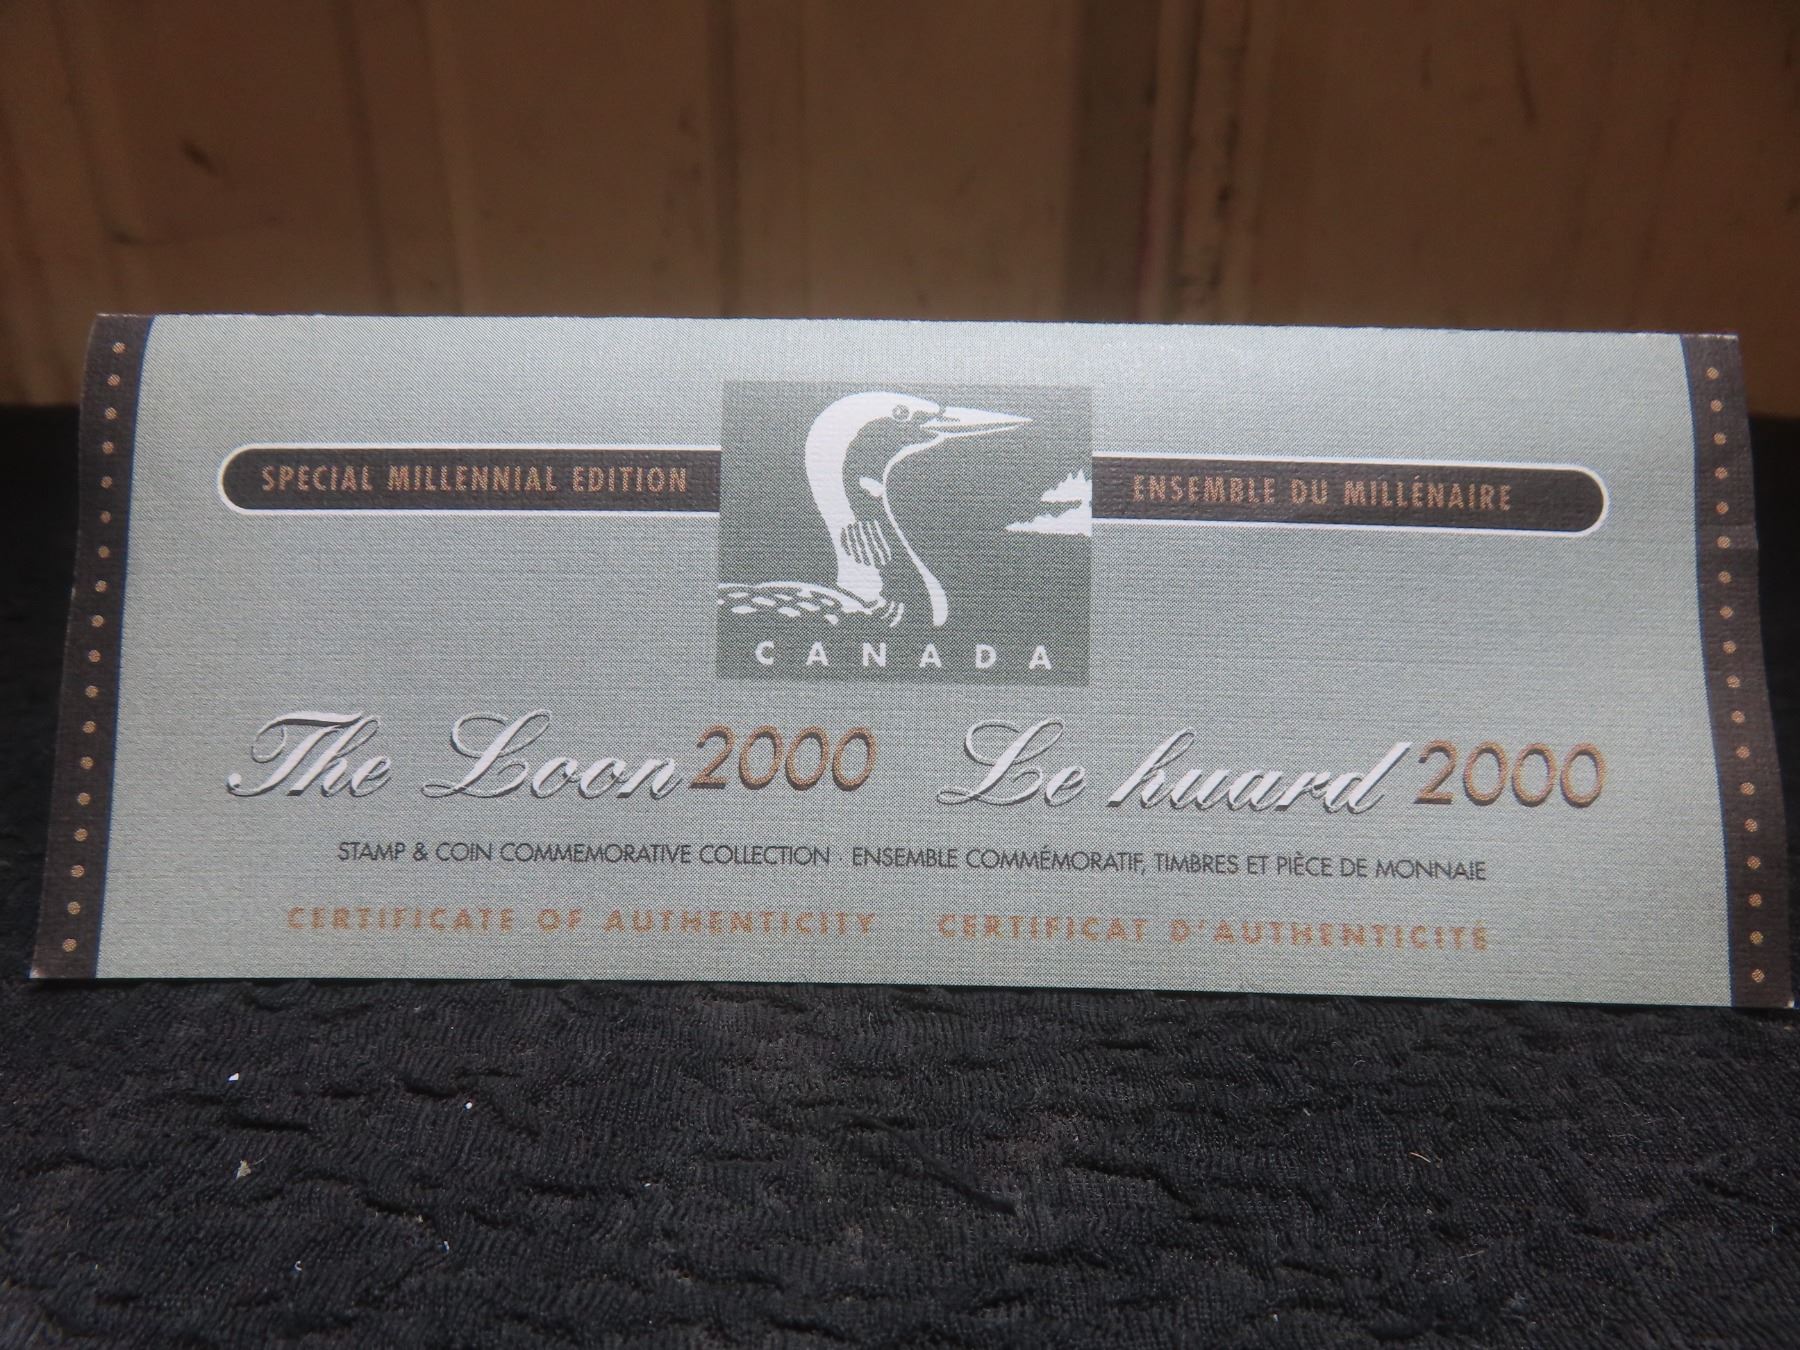 SPECIAL MILLENNIAL EDITION
ENSEMBLE DU MILLÉNAIRE
CANADA
The Loon 2000 Le huard 2000
STAMP & COIN COMMEMORATIVE COLLECTION · ENSEMBLE COMMÉMORATIF, TIMBRES ET PIÈCE DE MONNAIE
CERTIFICATE OF AUTHENTICITY CERTIFICAT D'AUTHENTICITÉ